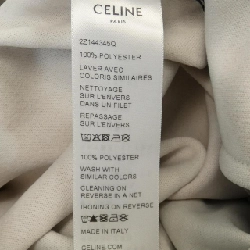 CELINE
PARIS
100% POLYESTER
LAVER AVEC
COLORIS SIMILAIRES
NETTOYAGE
SUR L'ENVERS
DANS UN FILET
REPASSAGE
SUR L'ENVERS
100% POLYESTER
WASH WITH
SIMILAR COLORS
CLEANING ON
REVERSE IN A NET
IRONING ON REVERSE
MADE IN ITALY
CELINE.COM